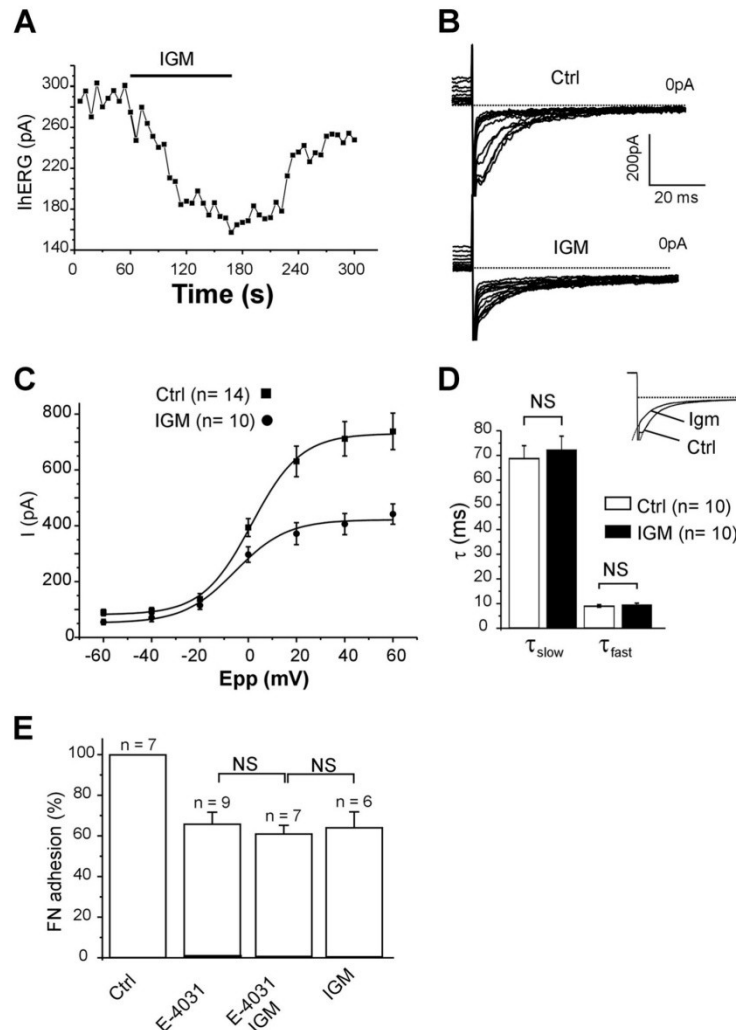 A
IGM
IhERG (pA)
300
260
220
180
140
0 60 120 180 240 300
Time (s)
B
Ctrl 0pA
200pA
20 ms
IGM 0pA
C
Ctrl (n= 14)
IGM (n= 10)
I (pA)
800
600
400
200
0
-60 -40 -20 0 20 40 60
Epp (mV)
D
NS
Igm
Ctrl
τ (ms)
80
70
60
50
40
30
20
10
0
Ctrl (n= 10)
IGM (n= 10)
NS
τslow τfast
E
FN adhesion (%)
100
80
60
40
20
0
n = 7
NS NS
n = 9
n = 7
n = 6
Ctrl
E-4031
E-4031
IGM
IGM